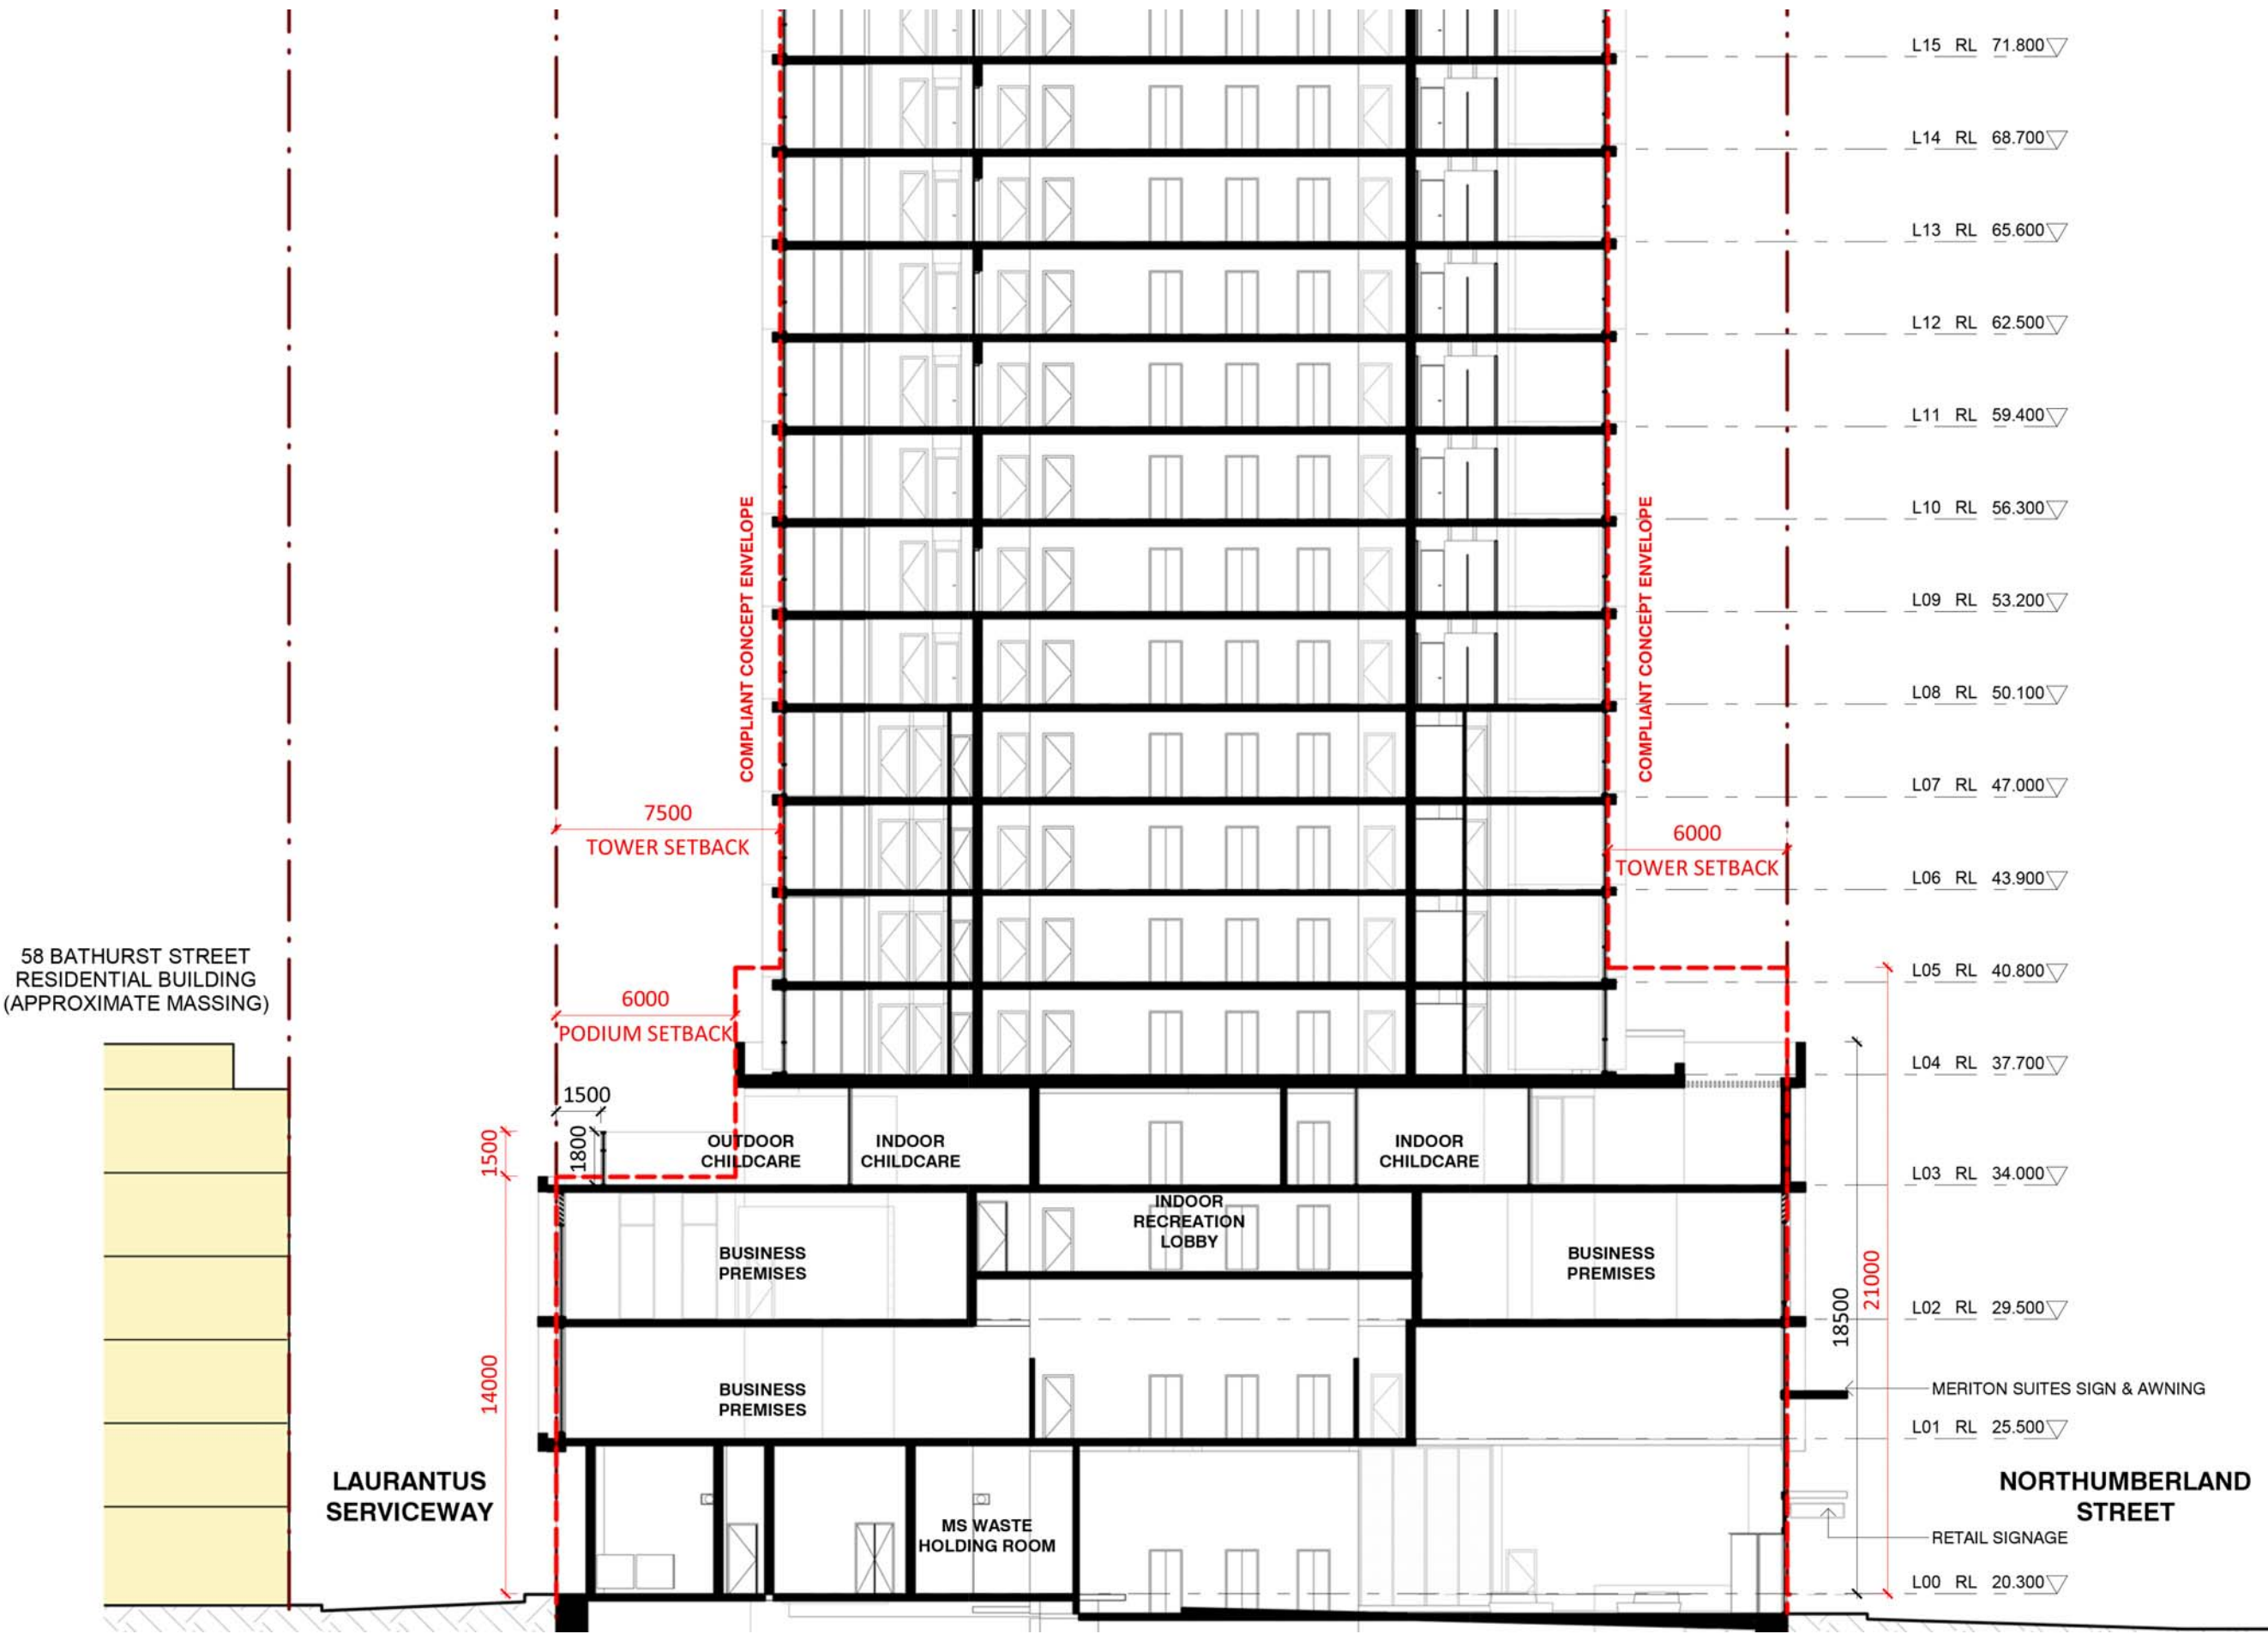 L15 RL 71.800
L14 RL 68.700
L13 RL 65.600
L12 RL 62.500
L11 RL 59.400
L10 RL 56.300
L09 RL 53.200
L08 RL 50.100
L07 RL 47.000
L06 RL 43.900
L05 RL 40.800
L04 RL 37.700
L03 RL 34.000
L02 RL 29.500
L01 RL 25.500
L00 RL 20.300
COMPLIANT CONCEPT ENVELOPE
COMPLIANT CONCEPT ENVELOPE
7500
TOWER SETBACK
6000
TOWER SETBACK
58 BATHURST STREET
RESIDENTIAL BUILDING
(APPROXIMATE MASSING)
6000
PODIUM SETBACK
1500
1500
1800
OUTDOOR
CHILDCARE
INDOOR
CHILDCARE
INDOOR
CHILDCARE
INDOOR
RECREATION
LOBBY
BUSINESS
PREMISES
BUSINESS
PREMISES
BUSINESS
PREMISES
14000
18500
21000
MERITON SUITES SIGN & AWNING
LAURANTUS
SERVICEWAY
MS WASTE
HOLDING ROOM
NORTHUMBERLAND
STREET
RETAIL SIGNAGE